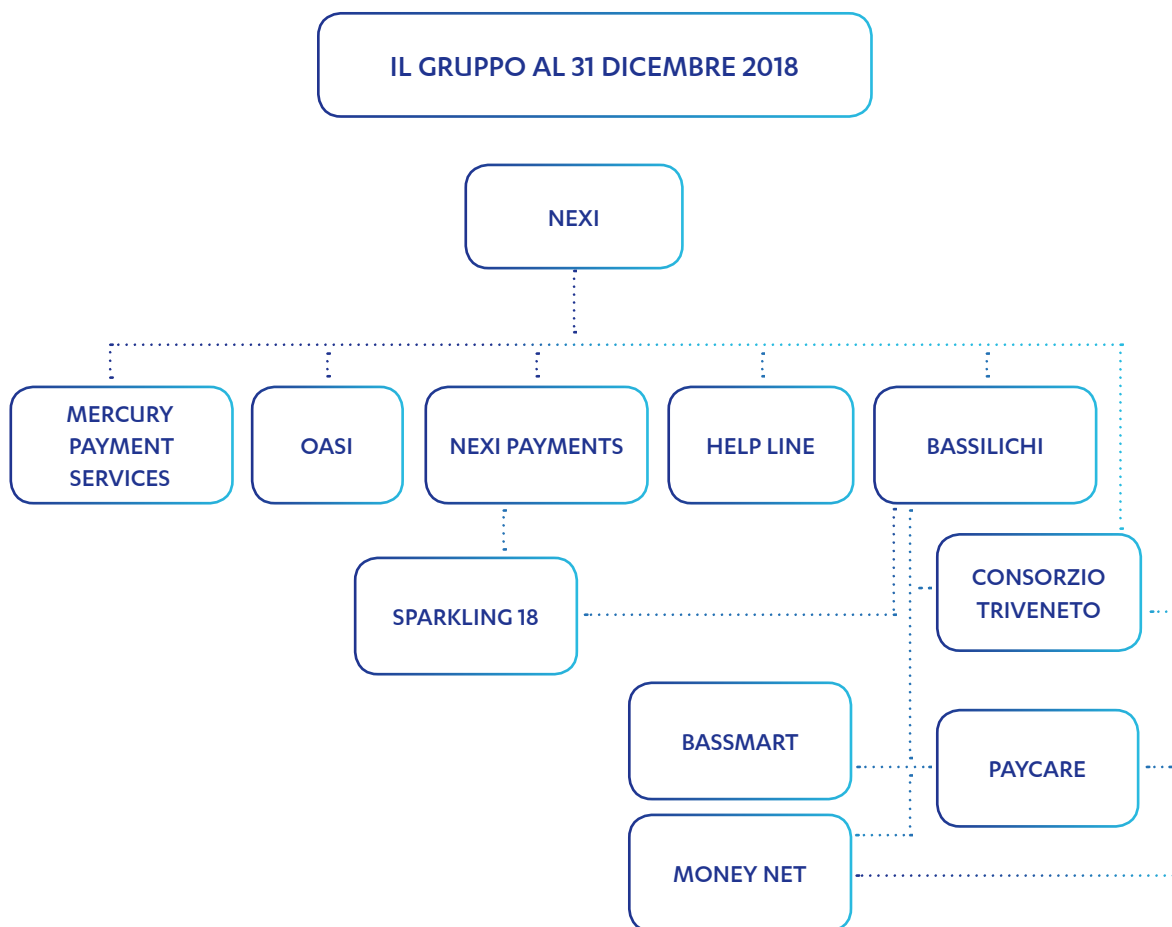 IL GRUPPO AL 31 DICEMBRE 2018
NEXI
MERCURY
PAYMENT
SERVICES
OASI
NEXI PAYMENTS
HELP LINE
BASSILICHI
SPARKLING 18
CONSORZIO
TRIVENETO
BASSMART
PAYCARE
MONEY NET